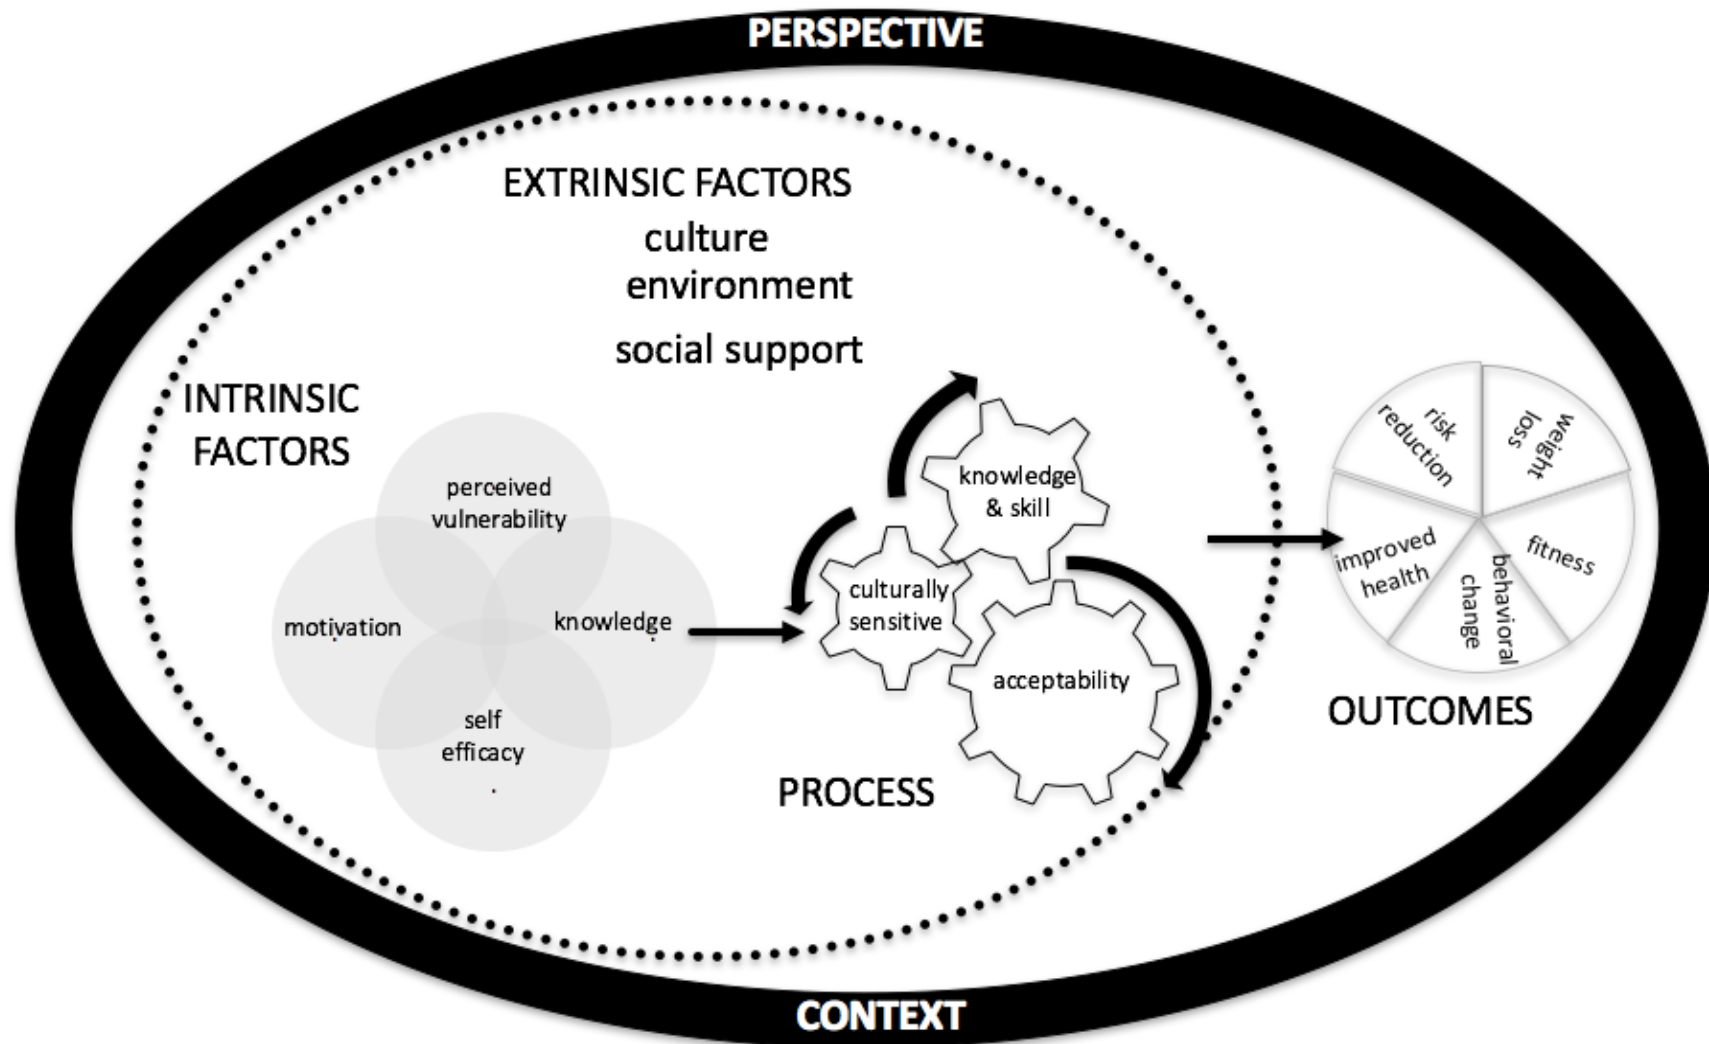 PERSPECTIVE
EXTRINSIC FACTORS
culture
environment
social support
INTRINSIC
FACTORS
perceived
vulnerability
motivation
knowledge
self
efficacy
.
knowledge
& skill
culturally
sensitive
acceptability
PROCESS
risk
reduction
weight
loss
improved
health
behavioral
change
fitness
OUTCOMES
CONTEXT